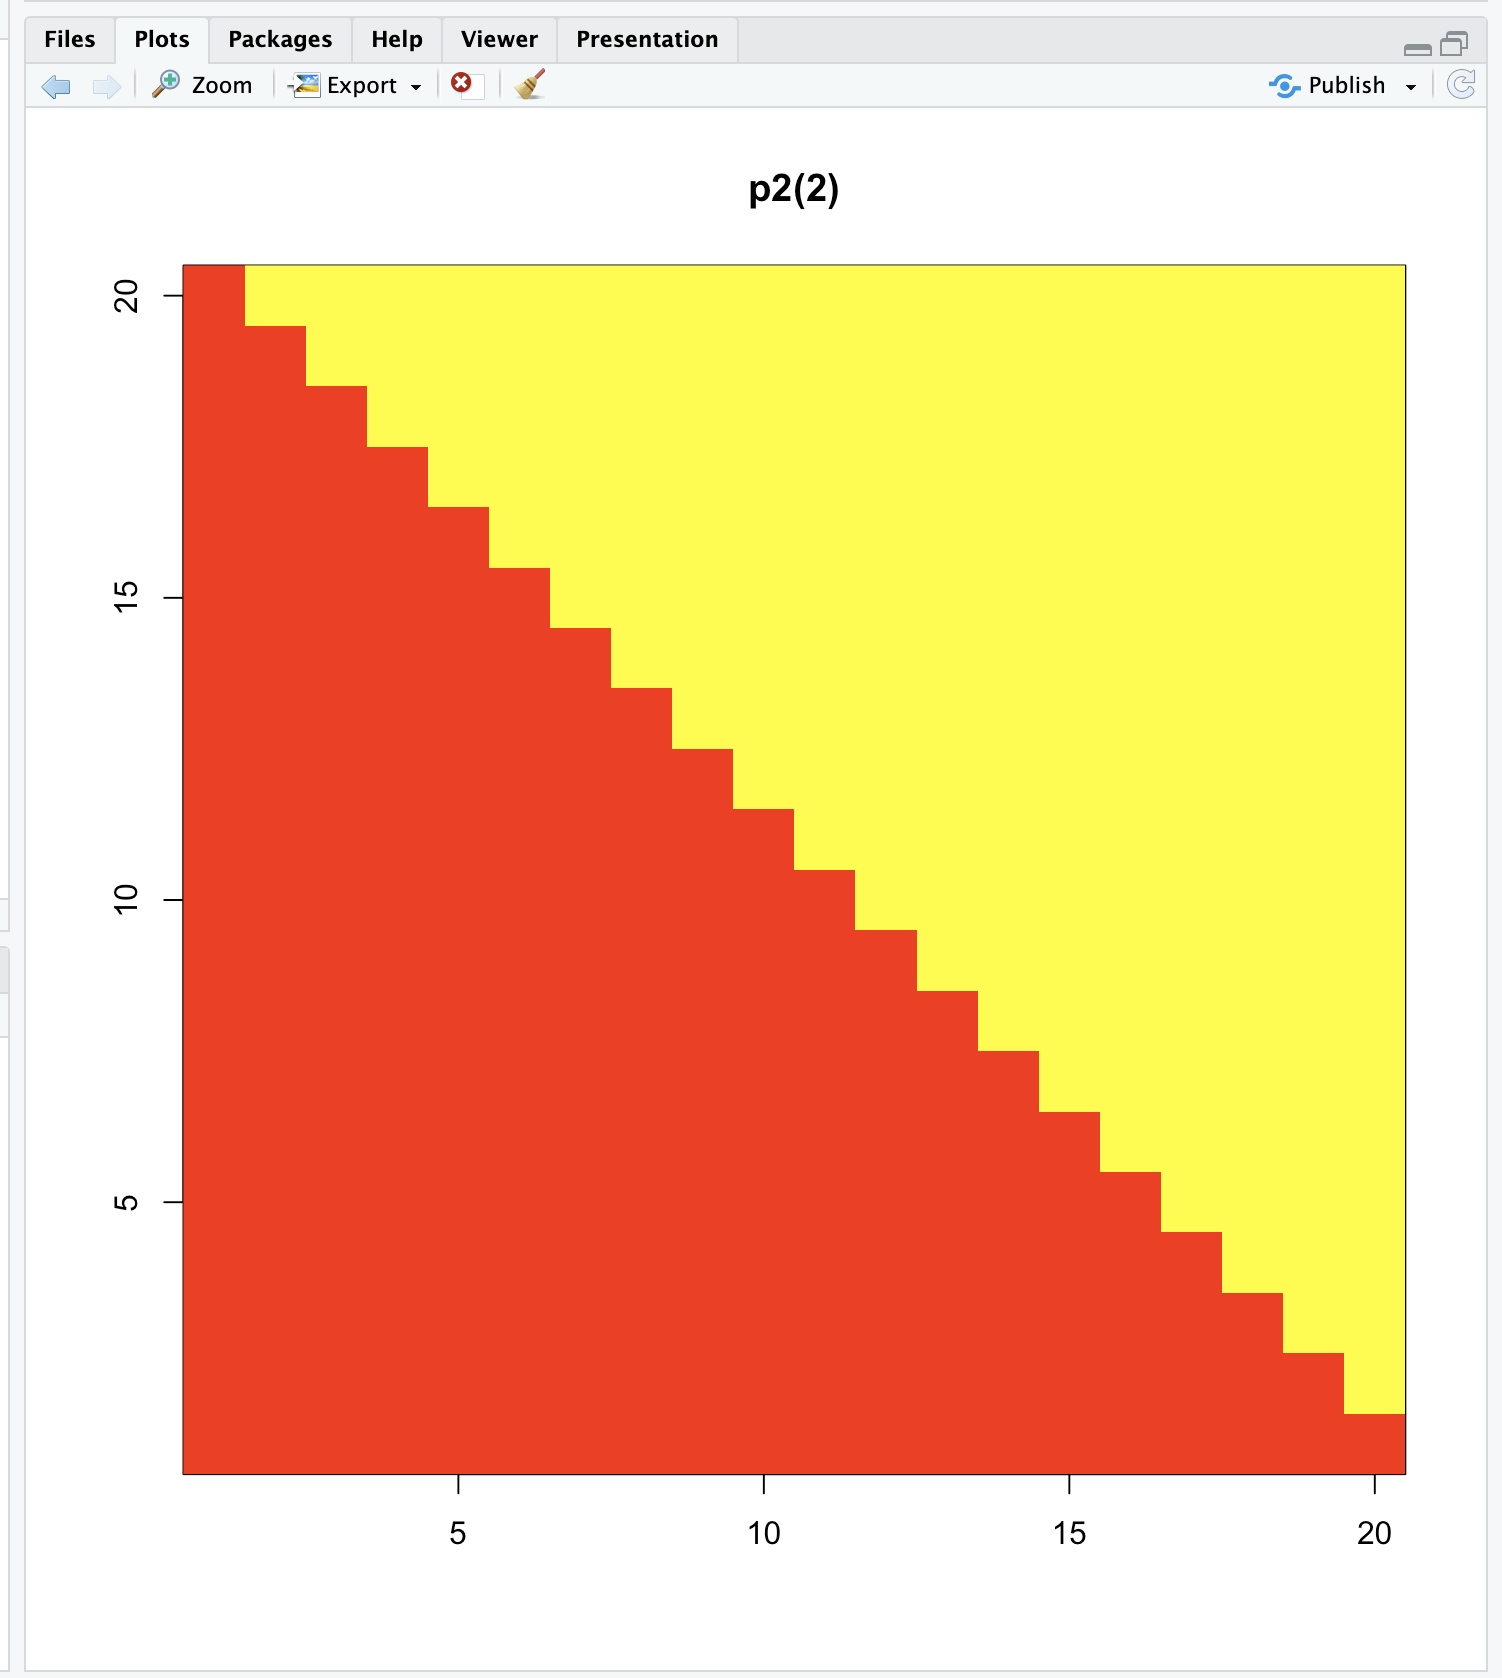 Files Plots Packages Help Viewer Presentation
Zoom Export Publish
p2(2)
20
15
10
5
5 10 15 20